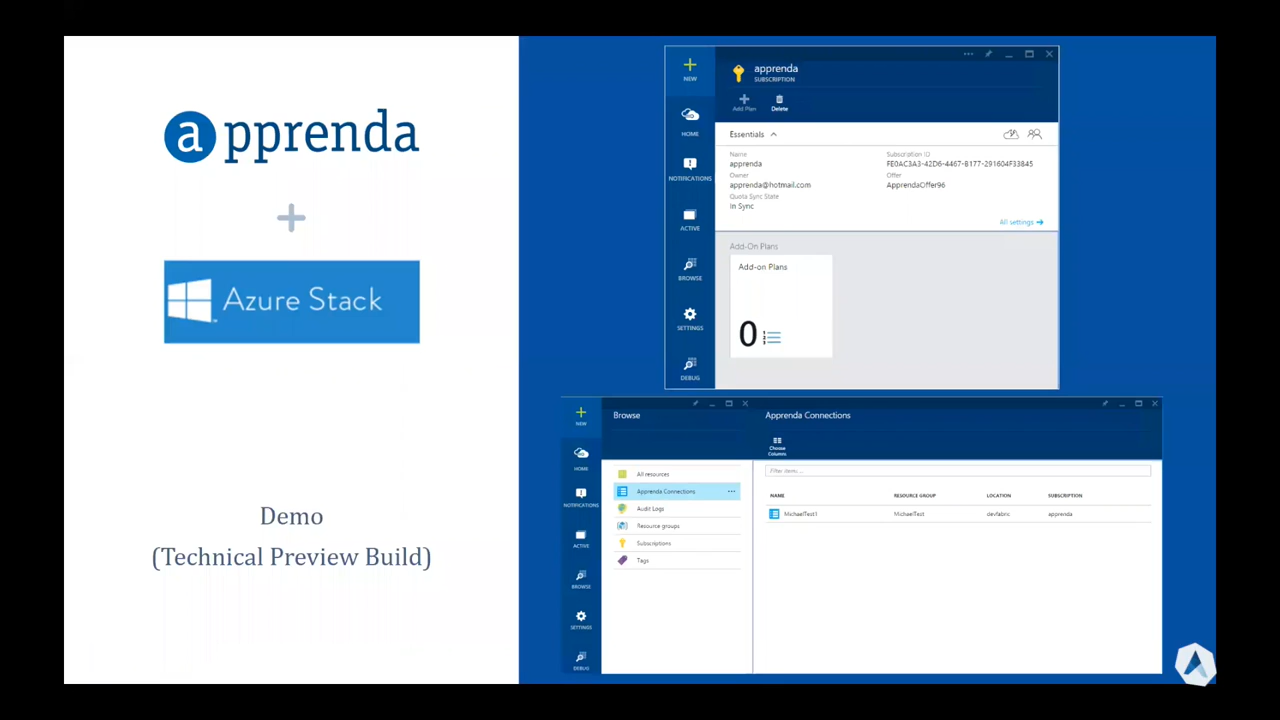 apprenda
+
Azure Stack
Demo
(Technical Preview Build)
NEW
HOME
NOTIFICATIONS
ACTIVE
BROWSE
SETTINGS
DEBUG
apprenda
SUBSCRIPTION
Add Plan
Delete
Essentials
Name
apprenda
Subscription ID
FE0AC3A3-42D6-4467-B177-291604F33845
Owner
apprenda@hotmail.com
Offer
ApprendaOffer96
Quota Sync State
In Sync
All settings →
Add-On Plans
Add-on Plans
0
NEW
HOME
NOTIFICATIONS
ACTIVE
BROWSE
SETTINGS
DEBUG
Browse
All resources
Apprenda Connections
Audit Logs
Resource groups
Subscriptions
Tags
Apprenda Connections
Choose
Columns
Filter items...
NAME RESOURCE GROUP LOCATION SUBSCRIPTION
MichaelTest1 MichaelTest devfabric apprenda